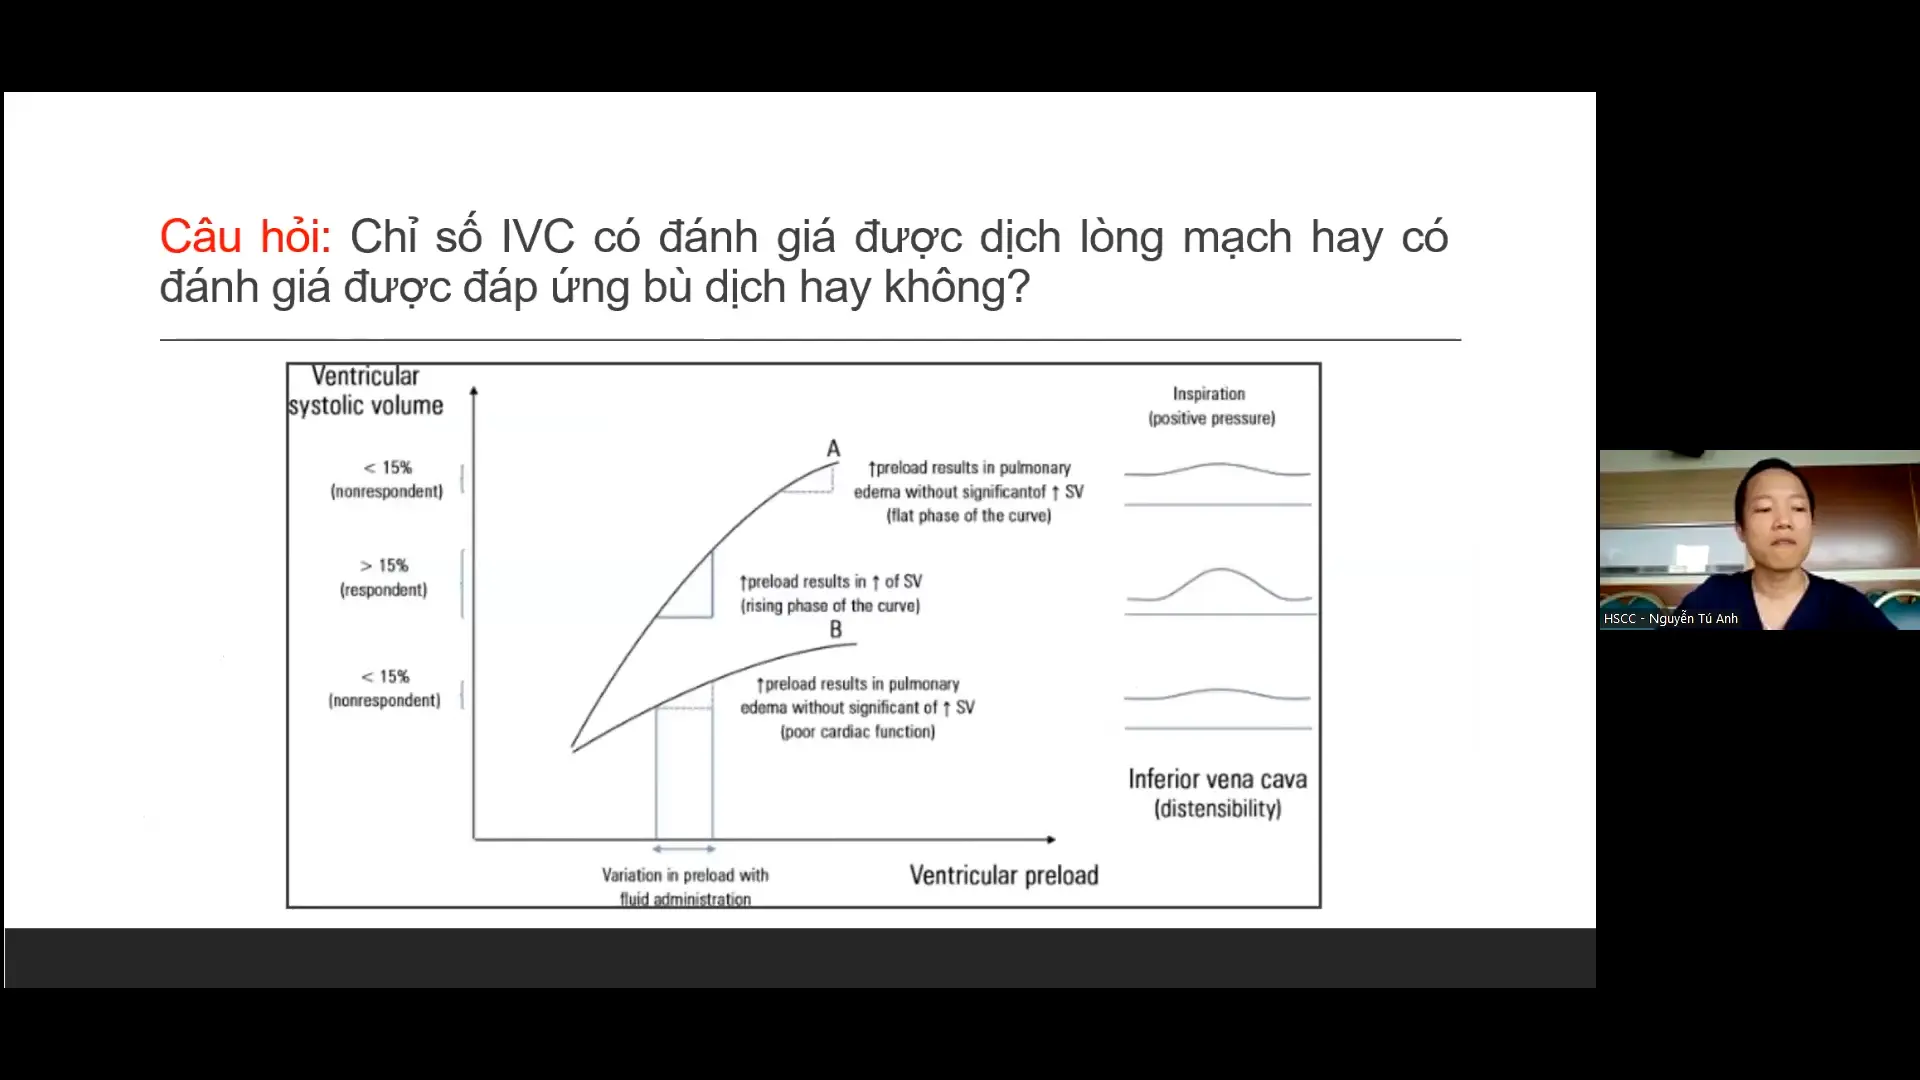 Câu hỏi: Chỉ số IVC có đánh giá được dịch lòng mạch hay có
đánh giá được đáp ứng bù dịch hay không?
Ventricular
systolic volume
< 15%
(nonrespondent)
> 15%
(respondent)
< 15%
(nonrespondent)
A
↑preload results in pulmonary
edema without significantof ↑ SV
(flat phase of the curve)
↑preload results in ↑ of SV
(rising phase of the curve)
B
↑preload results in pulmonary
edema without significant of ↑ SV
(poor cardiac function)
Variation in preload with
fluid administration
Ventricular preload
Inspiration
(positive pressure)
Inferior vena cava
(distensibility)
HSCC - Nguyễn Tú Anh